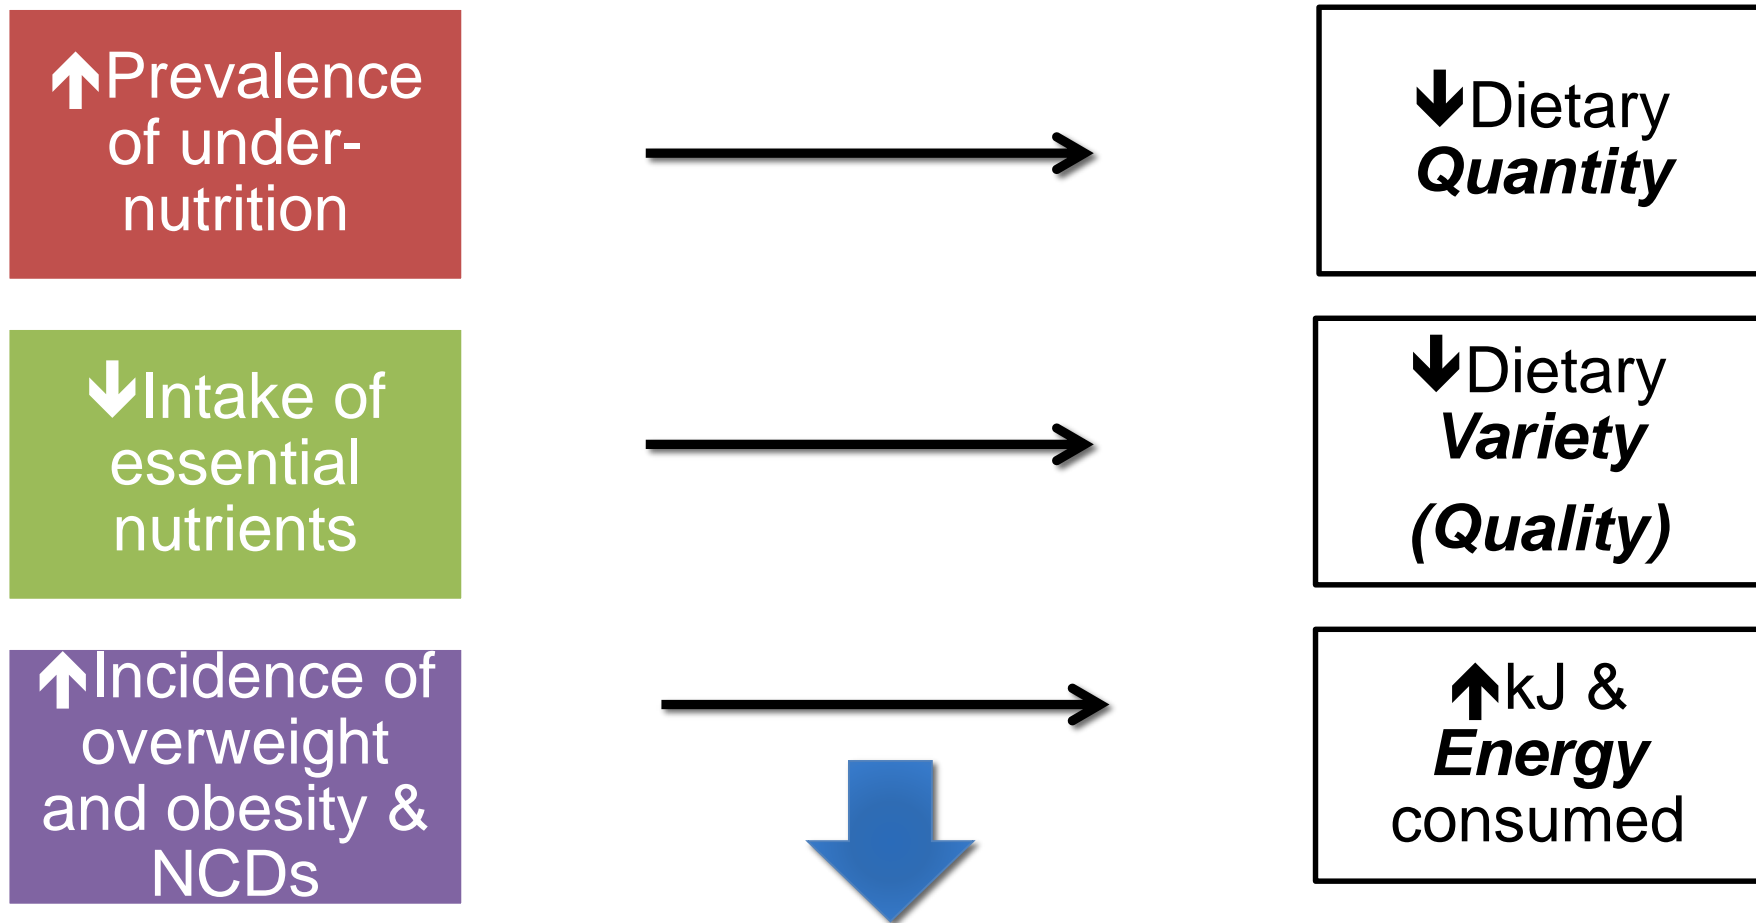 ↑Prevalence
of under-
nutrition
↓Dietary
Quantity
↓Intake of
essential
nutrients
↓Dietary
Variety
(Quality)
↑Incidence of
overweight
and obesity &
NCDs
↑kJ &
Energy
consumed